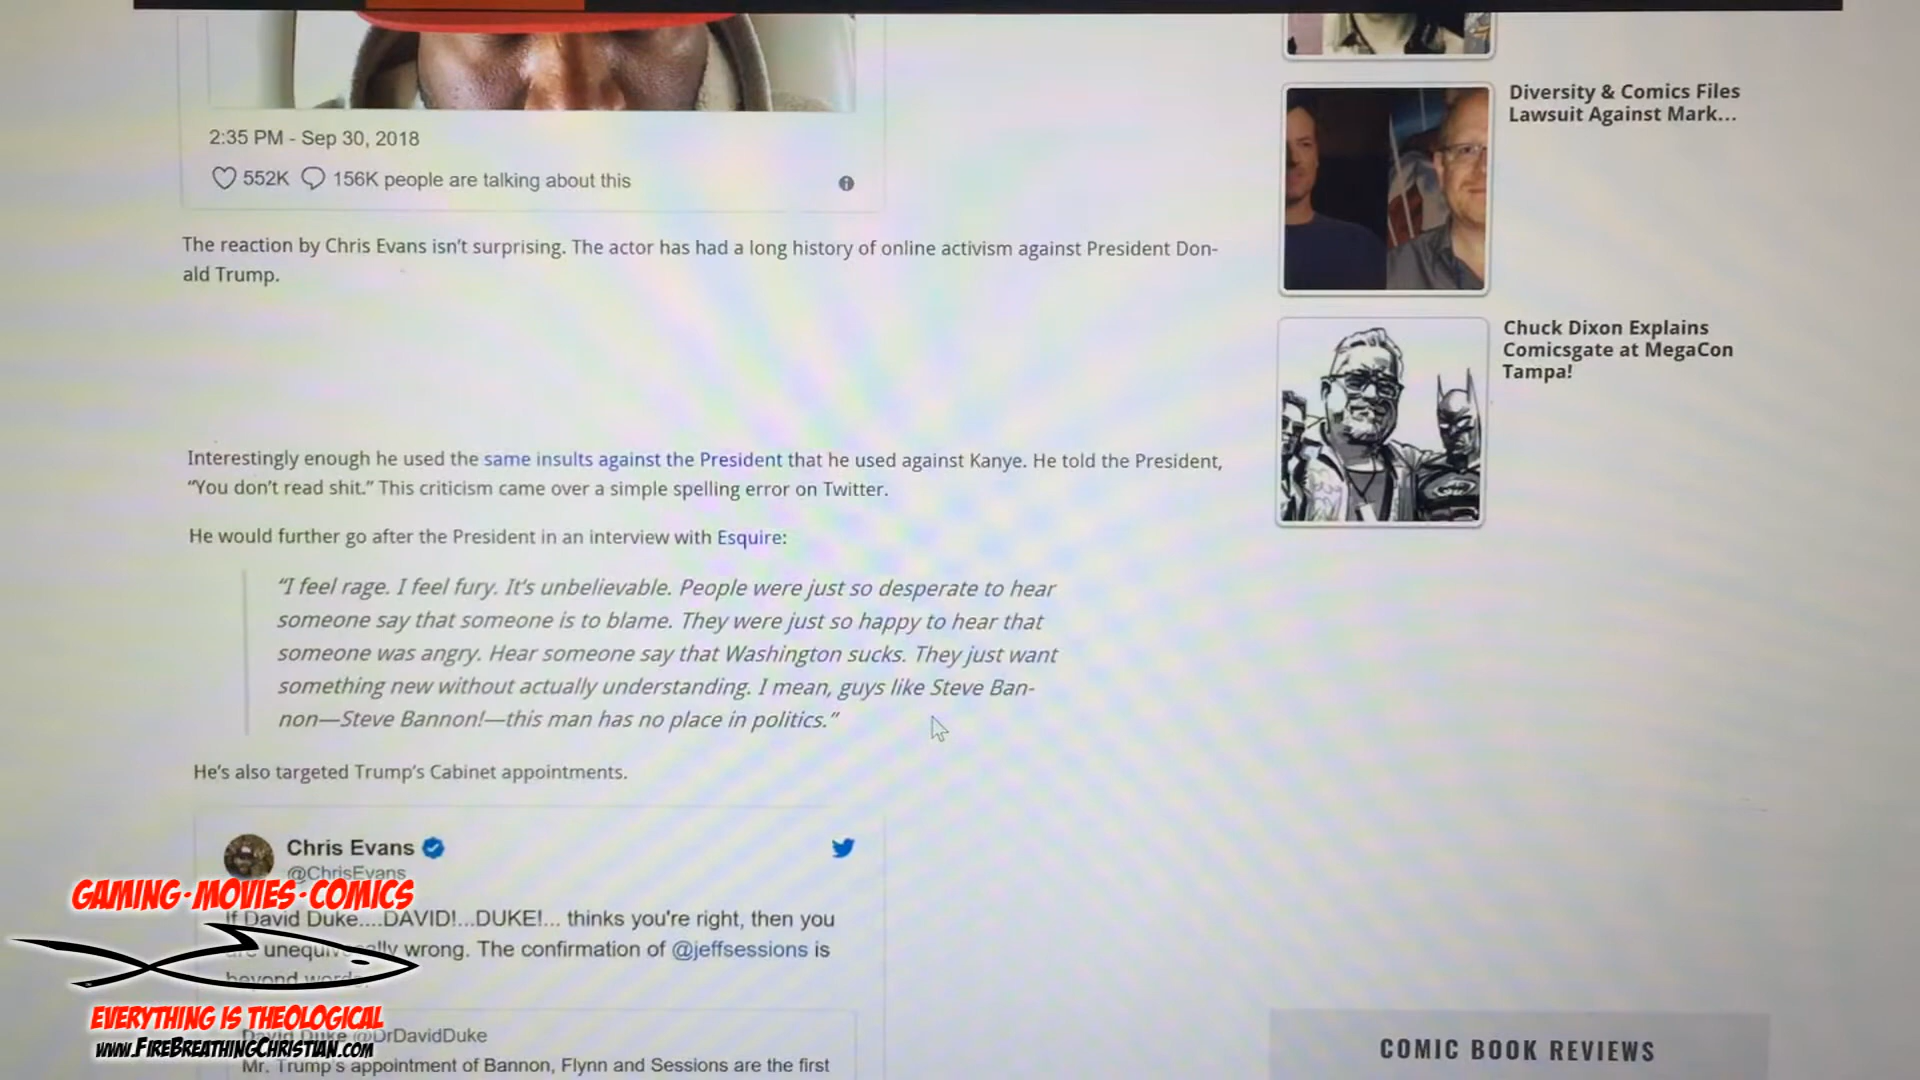 2:35 PM - Sep 30, 2018
552K 156K people are talking about this
The reaction by Chris Evans isn't surprising. The actor has had a long history of online activism against President Don-
ald Trump.
Interestingly enough he used the same insults against the President that he used against Kanye. He told the President,
“You don't read shit.” This criticism came over a simple spelling error on Twitter.
He would further go after the President in an interview with Esquire:
“I feel rage. I feel fury. It's unbelievable. People were just so desperate to hear
someone say that someone is to blame. They were just so happy to hear that
someone was angry. Hear someone say that Washington sucks. They just want
something new without actually understanding. I mean, guys like Steve Ban-
non—Steve Bannon!—this man has no place in politics.”
He's also targeted Trump's Cabinet appointments.
Chris Evans
@ChrisEvans
If David Duke....DAVID!...DUKE!... thinks you're right, then you
are unequivocally wrong. The confirmation of @jeffsessions is
beyond words.
David Duke @DrDavidDuke
Mr. Trump's appointment of Bannon, Flynn and Sessions are the first
Diversity & Comics Files
Lawsuit Against Mark...
Chuck Dixon Explains
Comicsgate at MegaCon
Tampa!
COMIC BOOK REVIEWS
GAMING·MOVIES·COMICS
EVERYTHING IS THEOLOGICAL
www.FireBreathingChristian.com